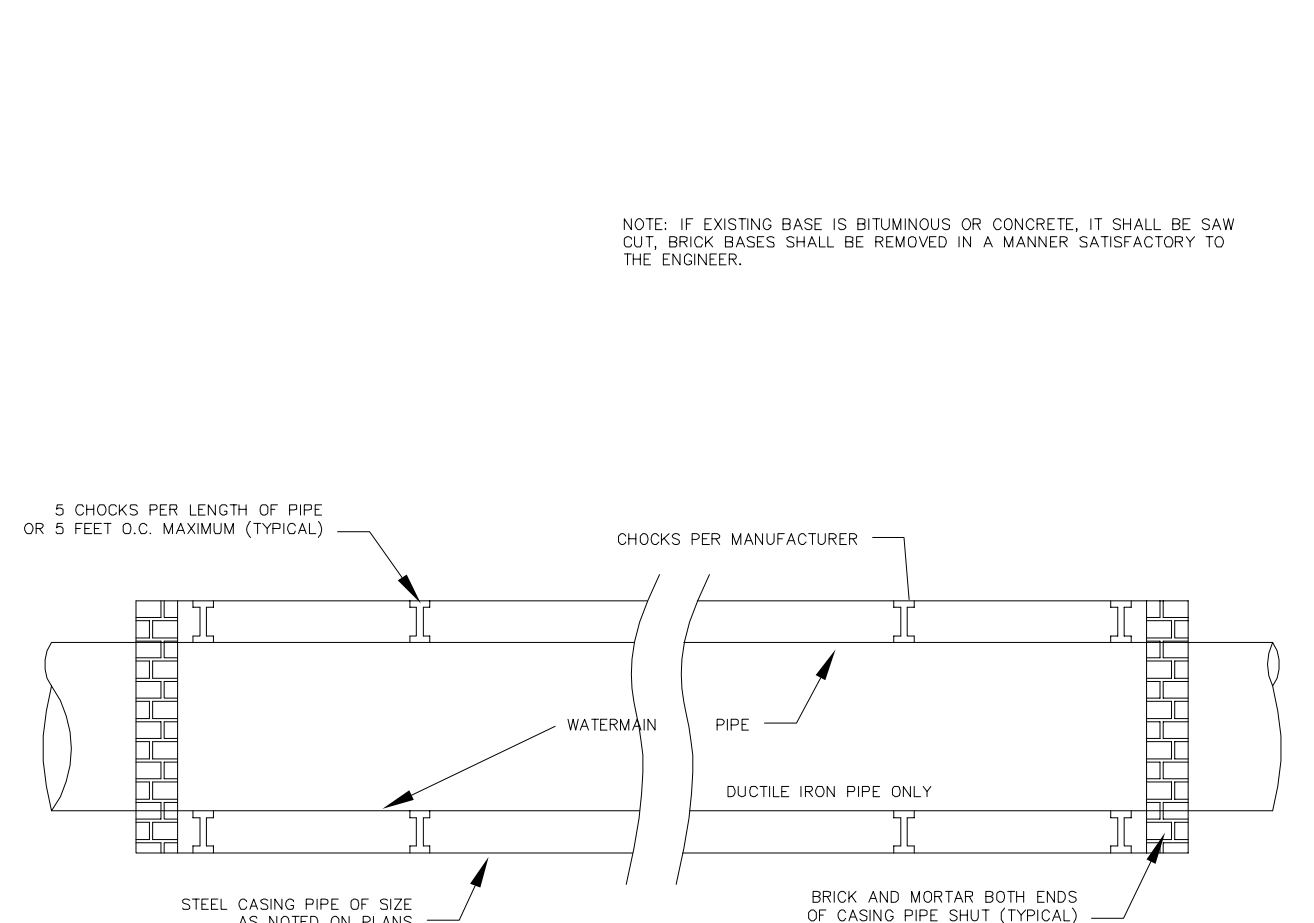 NOTE: IF EXISTING BASE IS BITUMINOUS OR CONCRETE, IT SHALL BE SAW
CUT, BRICK BASES SHALL BE REMOVED IN A MANNER SATISFACTORY TO
THE ENGINEER.
5 CHOCKS PER LENGTH OF PIPE
OR 5 FEET O.C. MAXIMUM (TYPICAL)
CHOCKS PER MANUFACTURER
WATERMAIN PIPE
DUCTILE IRON PIPE ONLY
STEEL CASING PIPE OF SIZE
AS NOTED ON PLANS
BRICK AND MORTAR BOTH ENDS
OF CASING PIPE SHUT (TYPICAL)